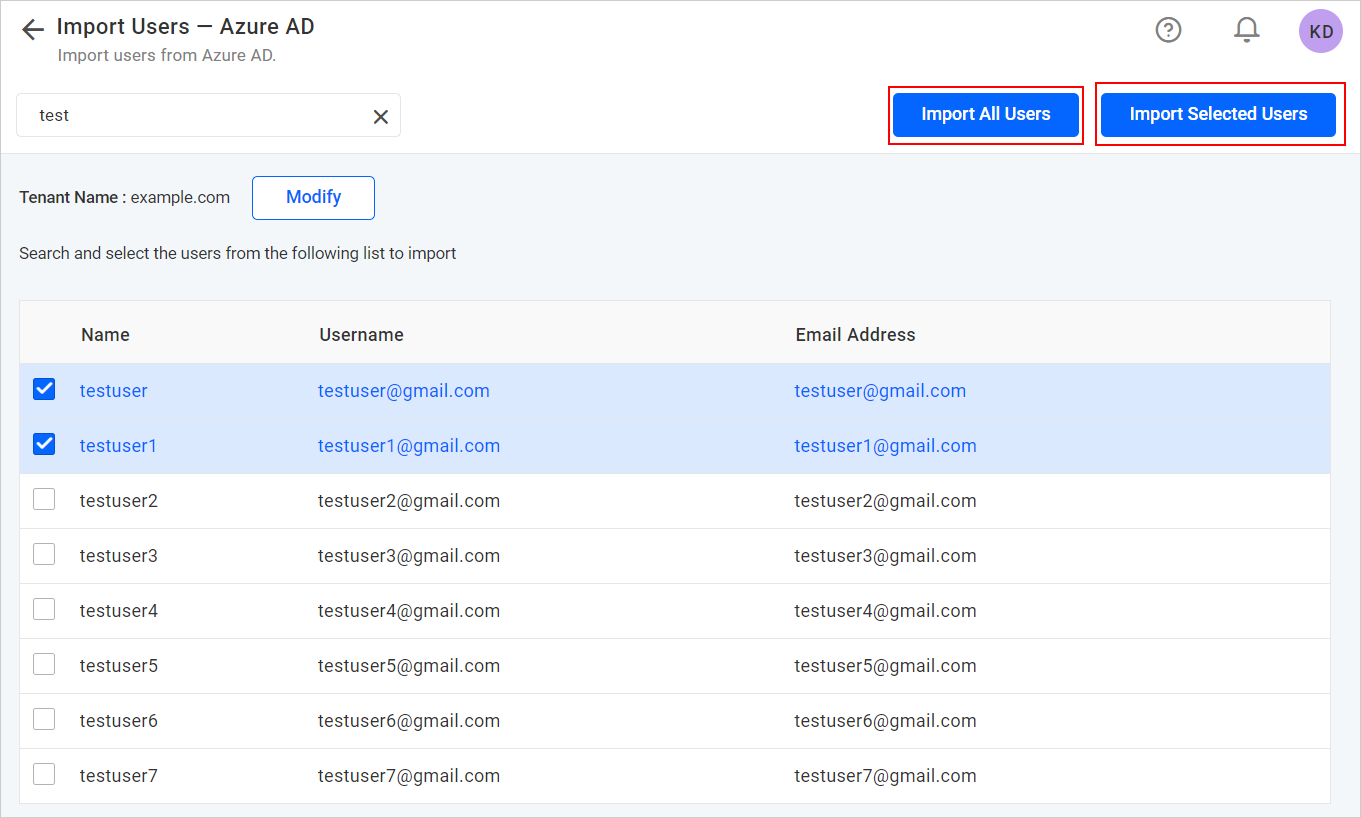 Import Users — Azure AD
Import users from Azure AD.
KD
test
Import All Users
Import Selected Users
Tenant Name : example.com
Modify
Search and select the users from the following list to import
Name Username Email Address
testuser testuser@gmail.com testuser@gmail.com
testuser1 testuser1@gmail.com testuser1@gmail.com
testuser2 testuser2@gmail.com testuser2@gmail.com
testuser3 testuser3@gmail.com testuser3@gmail.com
testuser4 testuser4@gmail.com testuser4@gmail.com
testuser5 testuser5@gmail.com testuser5@gmail.com
testuser6 testuser6@gmail.com testuser6@gmail.com
testuser7 testuser7@gmail.com testuser7@gmail.com